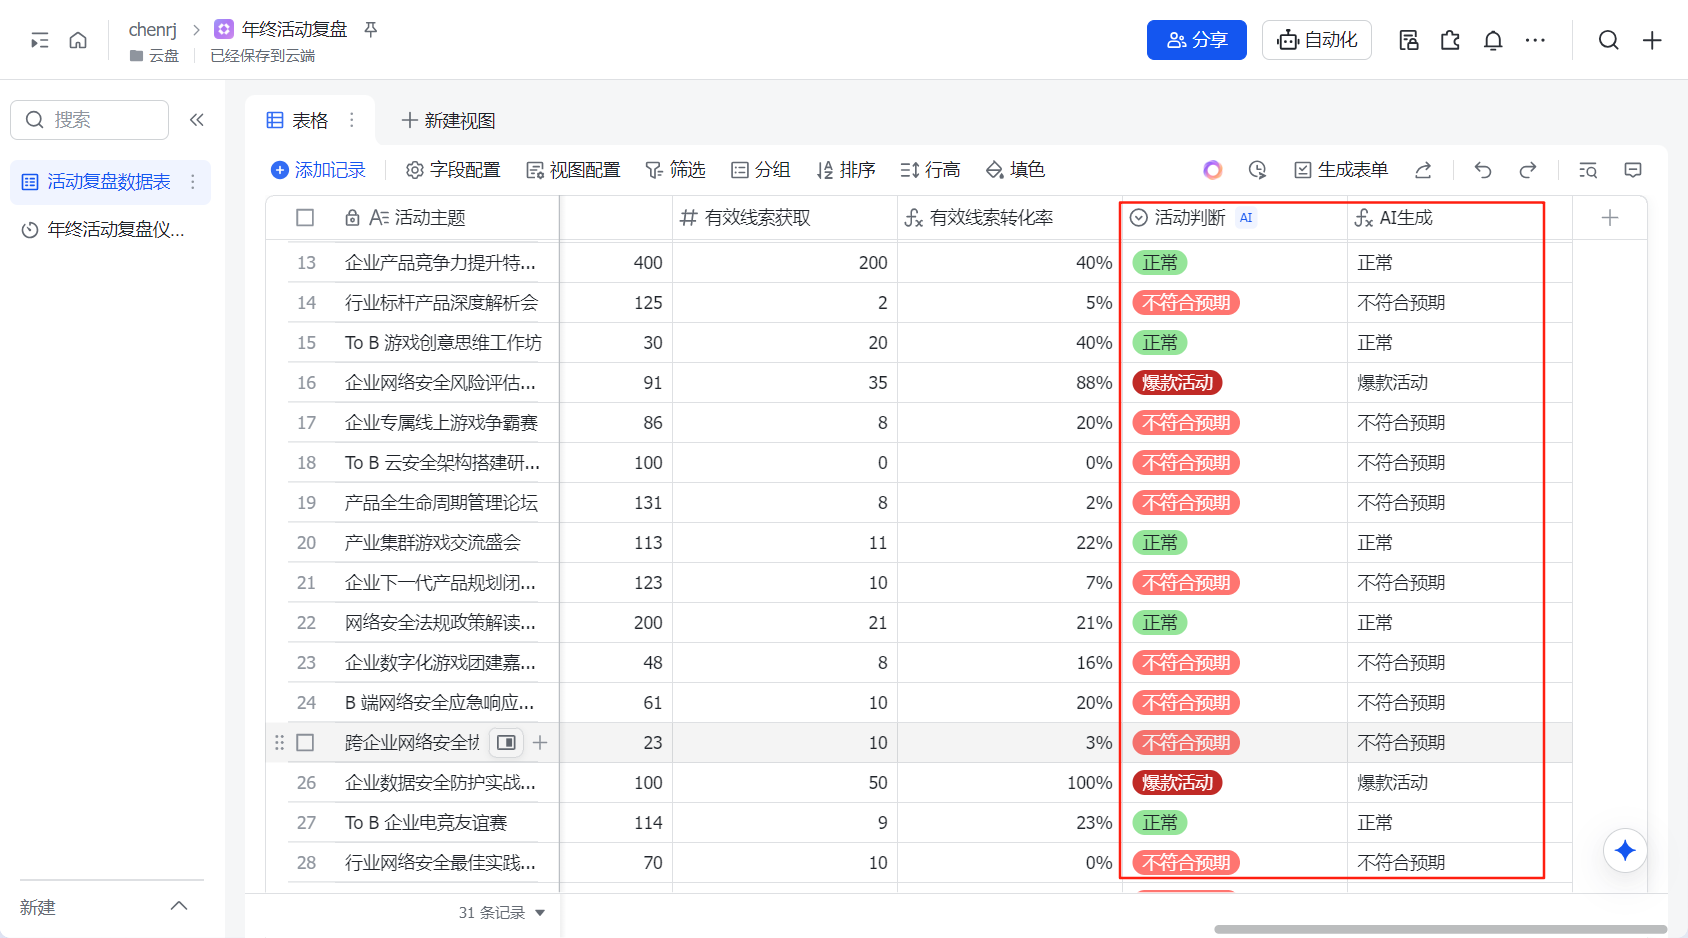 chenrj
年终活动复盘
云盘
已经保存到云端
分享
自动化
搜索
活动复盘数据表
年终活动复盘仪...
新建
表格
新建视图
添加记录 字段配置 视图配置 筛选 分组 排序 行高 填色 生成表单
活动主题 有效线索获取 有效线索转化率 活动判断 AI AI生成
13 企业产品竞争力提升特... 400 200 40% 正常 正常
14 行业标杆产品深度解析会 125 2 5% 不符合预期 不符合预期
15 To B 游戏创意思维工作坊 30 20 40% 正常 正常
16 企业网络安全风险评估... 91 35 88% 爆款活动 爆款活动
17 企业专属线上游戏争霸赛 86 8 20% 不符合预期 不符合预期
18 To B 云安全架构搭建研... 100 0 0% 不符合预期 不符合预期
19 产品全生命周期管理论坛 131 8 2% 不符合预期 不符合预期
20 产业集群游戏交流盛会 113 11 22% 正常 正常
21 企业下一代产品规划闭... 123 10 7% 不符合预期 不符合预期
22 网络安全法规政策解读... 200 21 21% 正常 正常
23 企业数字化游戏团建嘉... 48 8 16% 不符合预期 不符合预期
24 B 端网络安全应急响应... 61 10 20% 不符合预期 不符合预期
跨企业网络安全协 23 10 3% 不符合预期 不符合预期
26 企业数据安全防护实战... 100 50 100% 爆款活动 爆款活动
27 To B 企业电竞友谊赛 114 9 23% 正常 正常
28 行业网络安全最佳实践... 70 10 0% 不符合预期 不符合预期
31 条记录